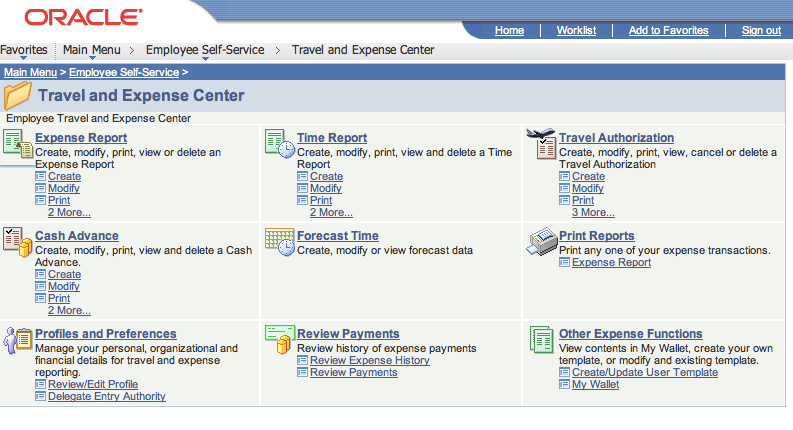 ORACLE®
Home Worklist Add to Favorites Sign out
Favorites Main Menu > Employee Self-Service > Travel and Expense Center
Main Menu > Employee Self-Service >
Travel and Expense Center
Employee Travel and Expense Center
Expense Report
Create, modify, print, view or delete an
Expense Report
Create
Modify
Print
2 More...
Time Report
Create, modify, print, view and delete a Time
Report
Create
Modify
Print
2 More...
Travel Authorization
Create, modify, print, view, cancel or delete a
Travel Authorization
Create
Modify
Print
3 More...
Cash Advance
Create, modify, print, view and delete a Cash
Advance.
Create
Modify
Print
2 More...
Forecast Time
Create, modify or view forecast data
Print Reports
Print any one of your expense transactions.
Expense Report
Profiles and Preferences
Manage your personal, organizational and
financial details for travel and expense
reporting.
Review/Edit Profile
Delegate Entry Authority
Review Payments
Review history of expense payments
Review Expense History
Review Payments
Other Expense Functions
View contents in My Wallet, create your own
template, or modify and existing template.
Create/Update User Template
My Wallet